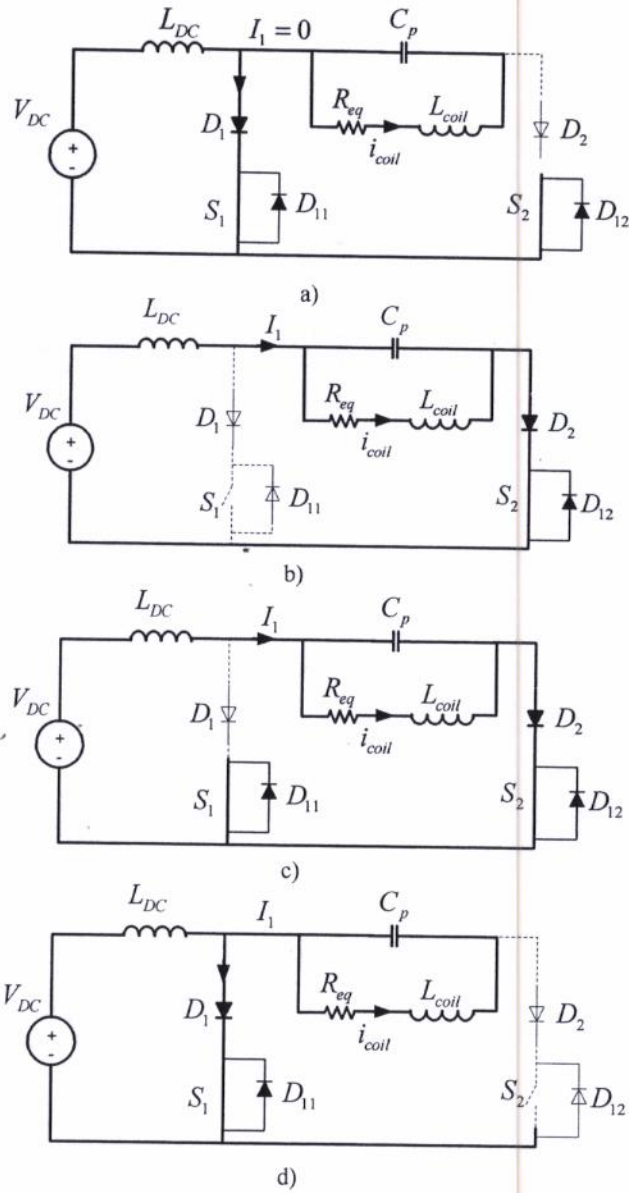 L_DC I_1 = 0 C_p
V_DC + - D_1 R_eq L_coil i_coil D_2
S_1 D_11 S_2 D_12
a)
L_DC I_1 C_p
V_DC + - D_1 R_eq L_coil i_coil D_2
S_1 D_11 S_2 D_12
b)
L_DC I_1 C_p
V_DC + - D_1 R_eq L_coil i_coil D_2
S_1 D_11 S_2 D_12
c)
L_DC I_1 C_p
V_DC + - D_1 R_eq L_coil i_coil D_2
S_1 D_11 S_2 D_12
d)